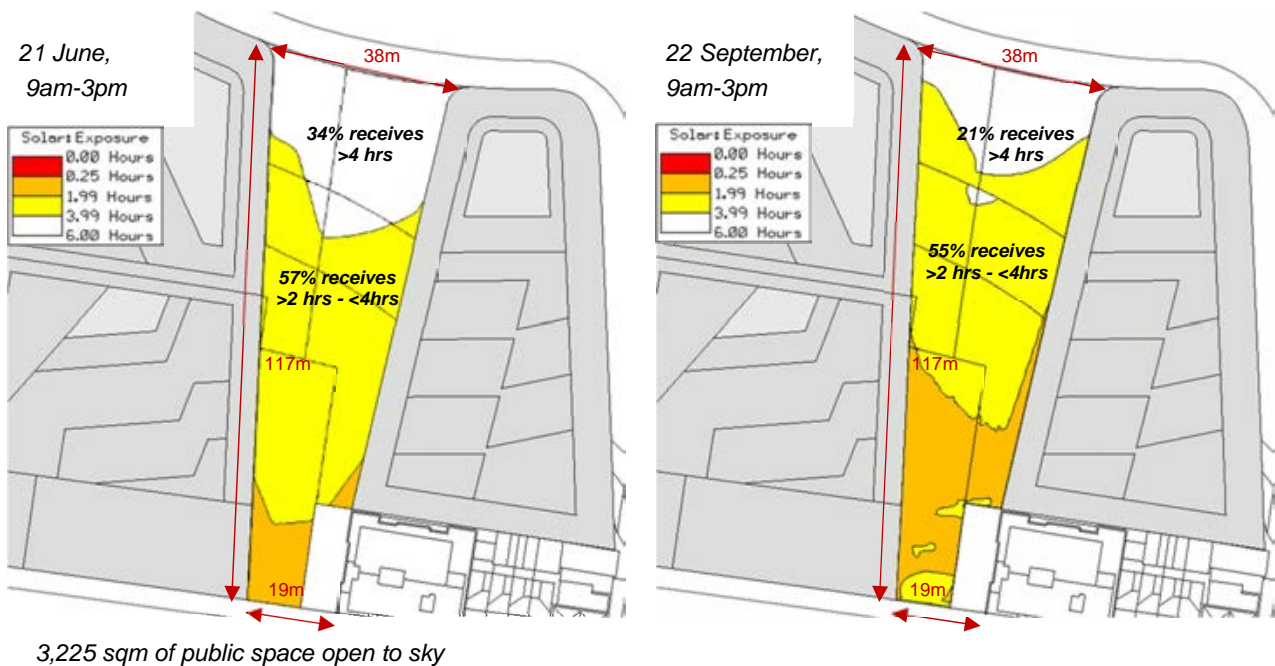 21 June,
9am-3pm
Solar: Exposure
0.00 Hours
0.25 Hours
1.99 Hours
3.99 Hours
6.00 Hours
38m
34% receives
>4 hrs
57% receives
>2 hrs - <4hrs
117m
19m
22 September,
9am-3pm
Solar: Exposure
0.00 Hours
0.25 Hours
1.99 Hours
3.99 Hours
6.00 Hours
38m
21% receives
>4 hrs
55% receives
>2 hrs - <4hrs
117m
19m
3,225 sqm of public space open to sky